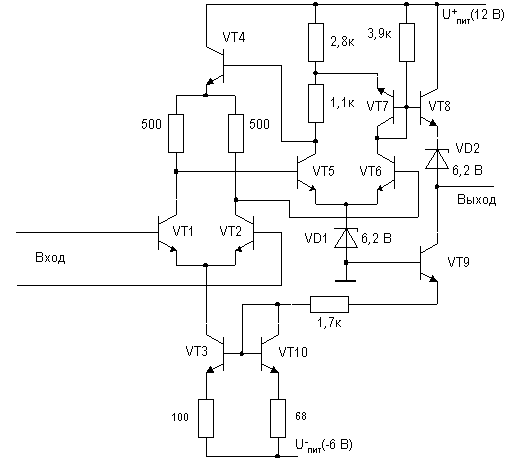 U⁺пит(12 В)
VT4
2,8к
3,9к
500
500
1,1к
VT7
VT8
VD2
6,2 В
VT5
VT6
Выход
VT1
VT2
VD1
6,2 В
Вход
VT9
1,7к
VT3
VT10
100
68
U⁻пит(-6 В)